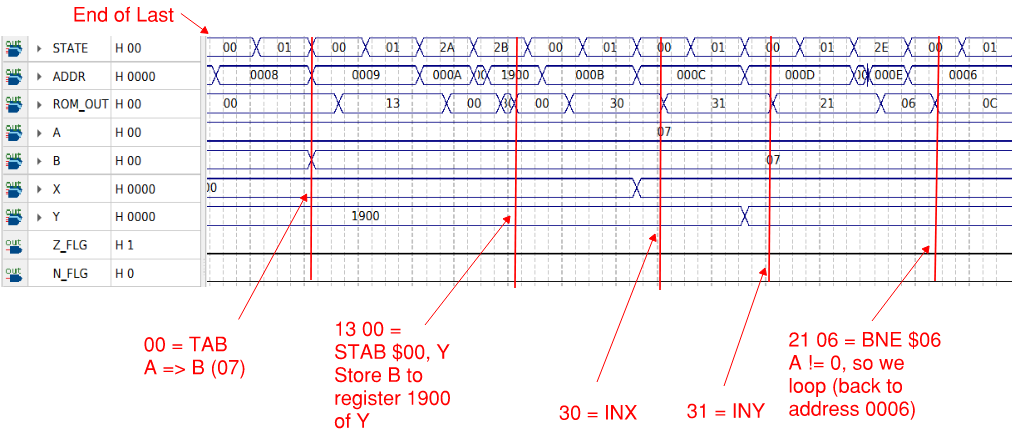 End of Last
STATE H 00 00 01 00 01 2A 2B 00 01 00 01 00 01 2E 00 01
ADDR H 0000 0008 0009 000A 1900 000B 000C 000D 000E 0006
ROM_OUT H 00 00 13 00 00 30 31 21 06 0C
A H 00 07
B H 00 07
X H 0000 00
Y H 0000 1900
Z_FLG H 1
N_FLG H 0
00 = TAB
A => B (07)
13 00 =
STAB $00, Y
Store B to
register 1900
of Y
30 = INX
31 = INY
21 06 = BNE $06
A != 0, so we
loop (back to
address 0006)